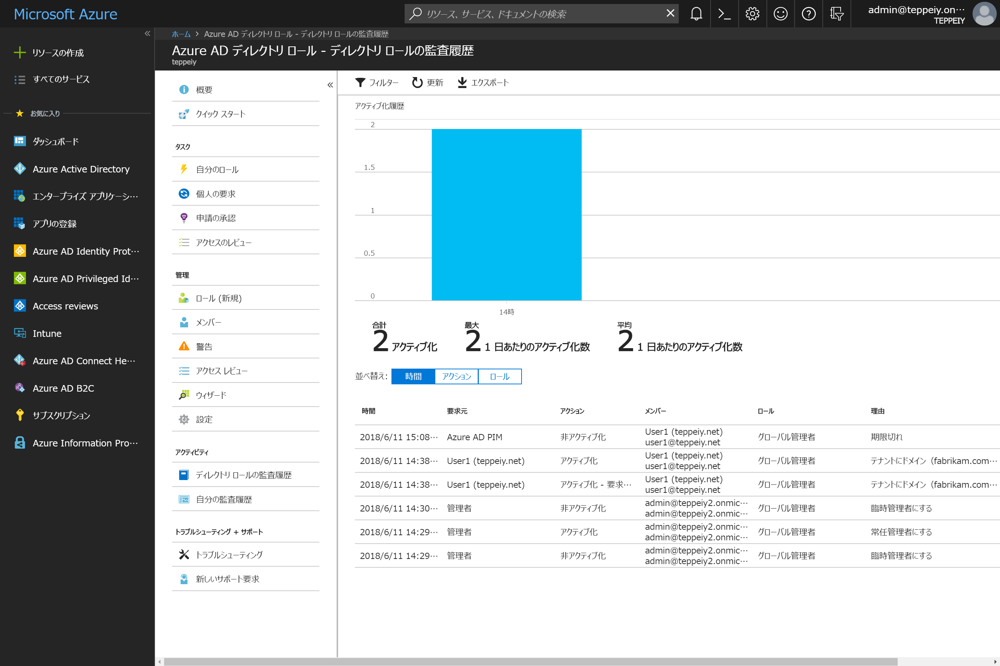 Microsoft Azure
リソース、サービス、ドキュメントの検索
admin@teppeiy.on…
TEPPEIY
ホーム > Azure AD ディレクトリ ロール - ディレクトリ ロールの監査履歴
Azure AD ディレクトリ ロール - ディレクトリ ロールの監査履歴
teppeiy
リソースの作成
すべてのサービス
お気に入り
ダッシュボード
Azure Active Directory
エンタープライズ アプリケーシ…
アプリの登録
Azure AD Identity Prot…
Azure AD Privileged Id…
Access reviews
Intune
Azure AD Connect He…
Azure AD B2C
サブスクリプション
Azure Information Pro…
概要
クイック スタート
タスク
自分のロール
個人の要求
申請の承認
アクセスのレビュー
管理
ロール (新規)
メンバー
警告
アクセス レビュー
ウィザード
設定
アクティビティ
ディレクトリ ロールの監査履歴
自分の監査履歴
トラブルシューティング + サポート
トラブルシューティング
新しいサポート要求
フィルター 更新 エクスポート
アクティブ化履歴
2
1.5
1
0.5
0
14時
合計 最大 平均
2 アクティブ化 2 1 日あたりのアクティブ化数 2 1 日あたりのアクティブ化数
並べ替え: 時間 アクション ロール
時間 要求元 アクション メンバー ロール 理由
2018/6/11 15:08… Azure AD PIM 非アクティブ化 User1 (teppeiy.net) グローバル管理者 期限切れ
user1@teppeiy.net
2018/6/11 14:38… User1 (teppeiy.net) アクティブ化 User1 (teppeiy.net) グローバル管理者 テナントにドメイン（fabrikam.com…
user1@teppeiy.net
2018/6/11 14:38… User1 (teppeiy.net) アクティブ化 - 要求… User1 (teppeiy.net) グローバル管理者 テナントにドメイン（fabrikam.com…
user1@teppeiy.net
2018/6/11 14:30… 管理者 非アクティブ化 admin@teppeiy2.onmic… グローバル管理者 臨時管理者にする
admin@teppeiy2.onmic…
2018/6/11 14:29… 管理者 アクティブ化 admin@teppeiy2.onmic… グローバル管理者 常任管理者にする
admin@teppeiy2.onmic…
2018/6/11 14:29… 管理者 非アクティブ化 admin@teppeiy2.onmic… グローバル管理者 臨時管理者にする
admin@teppeiy2.onmic…